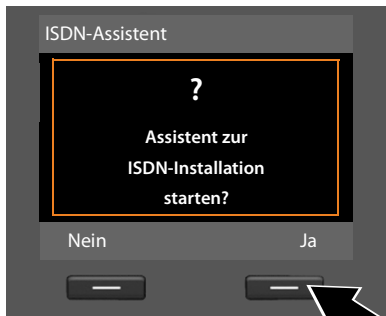 ISDN-Assistent
?
Assistent zur
ISDN-Installation
starten?
Nein Ja